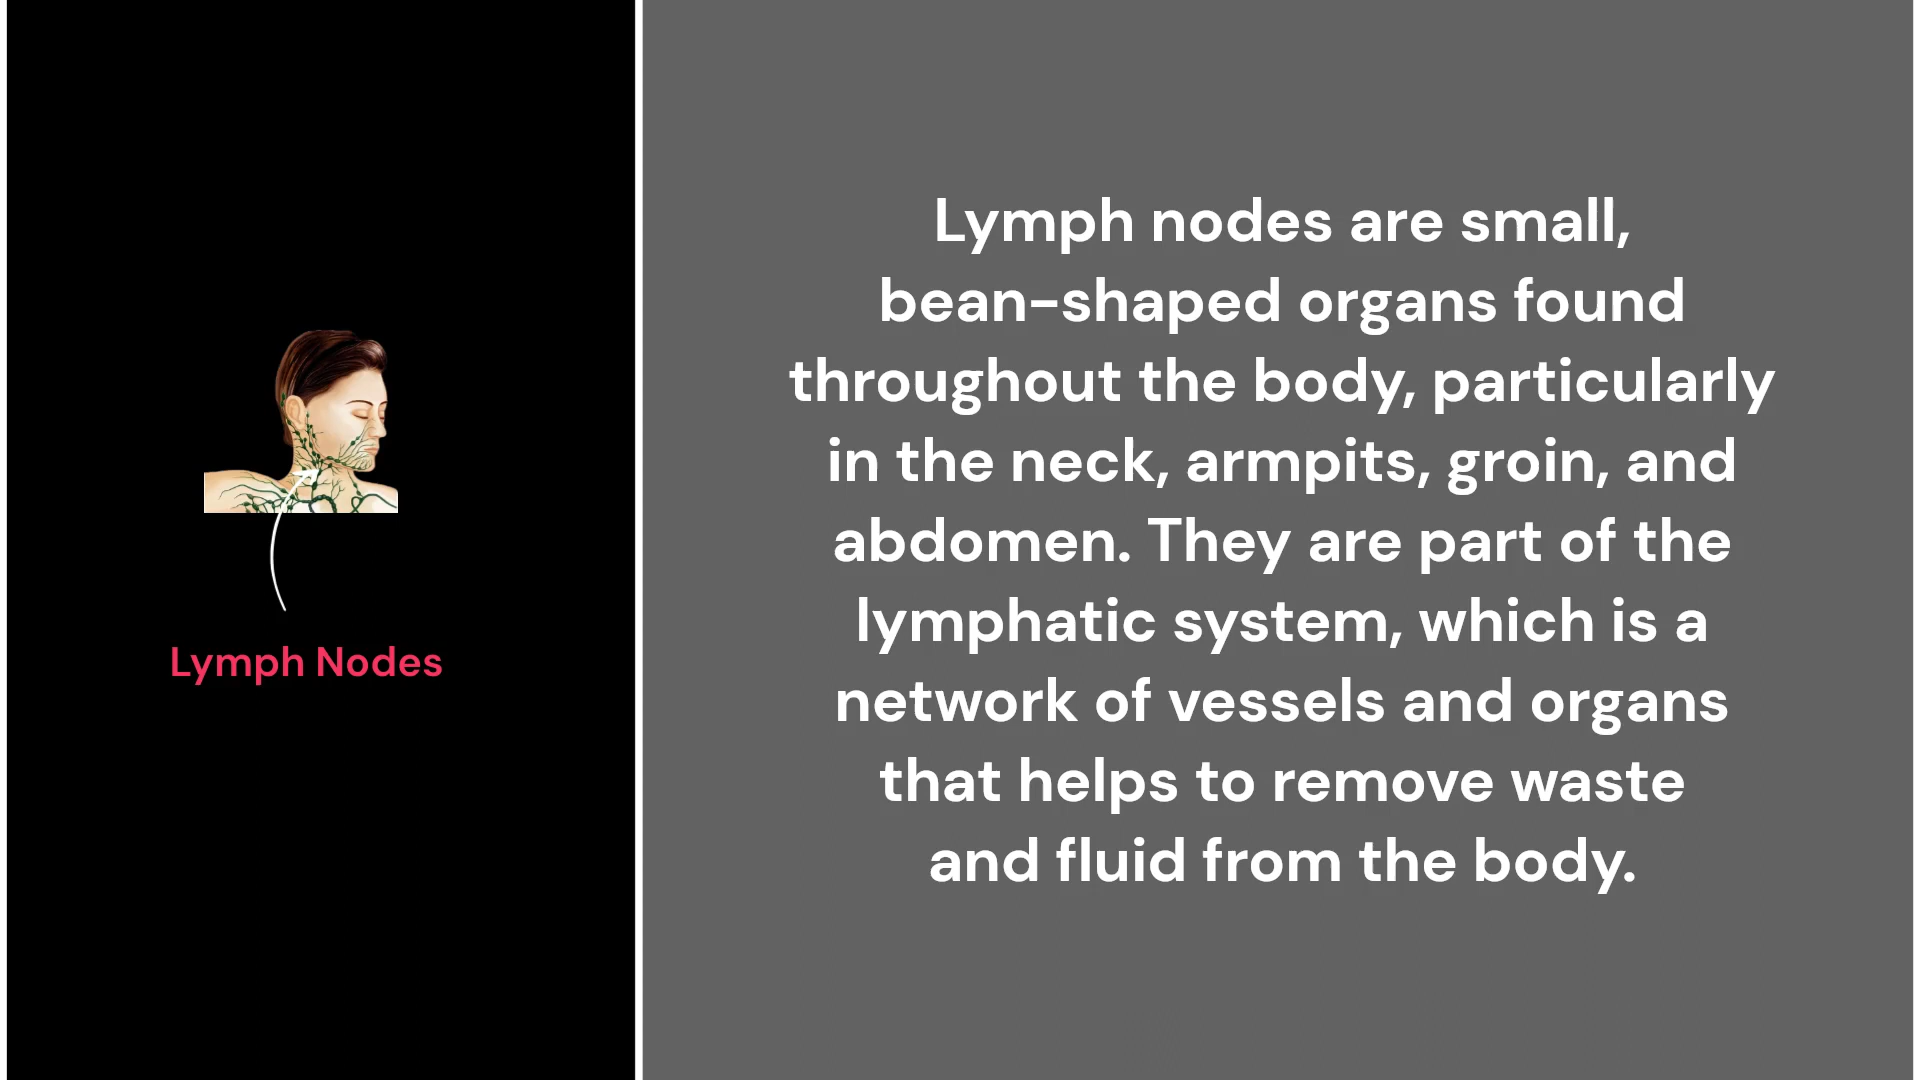 Lymph Nodes
Lymph nodes are small,
bean-shaped organs found
throughout the body, particularly
in the neck, armpits, groin, and
abdomen. They are part of the
lymphatic system, which is a
network of vessels and organs
that helps to remove waste
and fluid from the body.